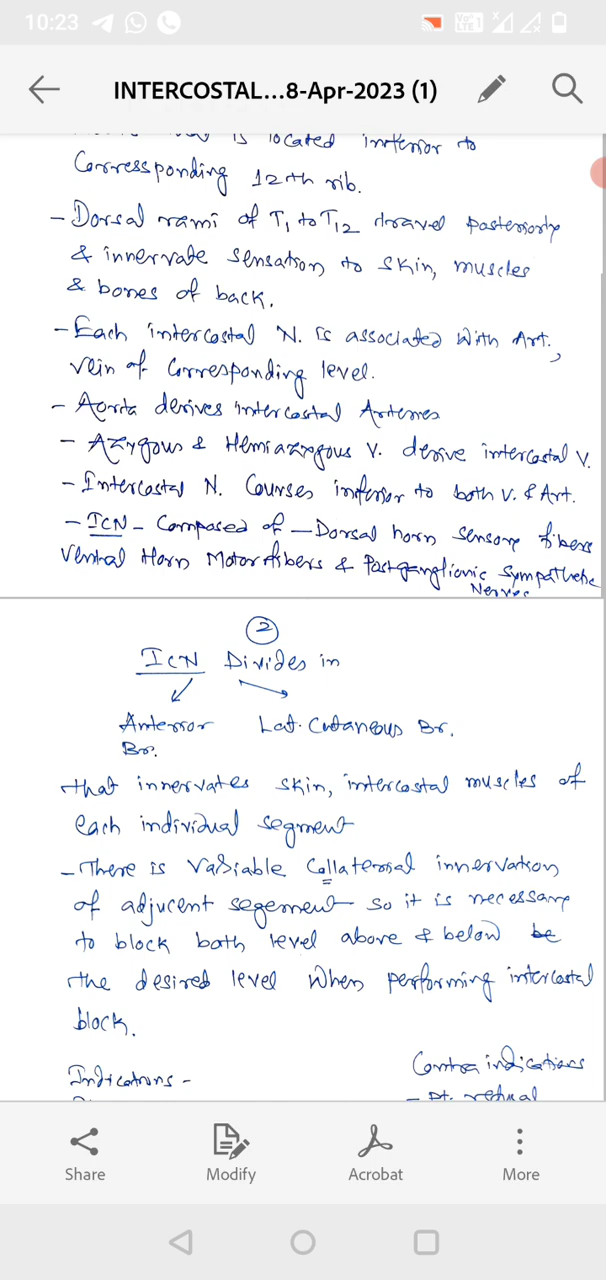 10:23
INTERCOSTAL...8-Apr-2023 (1)
is located inferior to
Corresponding 12th rib.
- Dorsal rami of T1 to T12 travel posteriorly
& innervate sensation to skin, muscles
& bones of back.
- Each intercostal N. is associated with Art.,
vein of Corresponding level.
- Aorta derives intercostal Arteries
- Azygous & Hemiazygous V. derive intercostal V.
- Intercostal N. Courses inferior to both V. & Art.
- ICN - Composed of - Dorsal horn sensory fibers
Ventral Horn Motor fibers & Postganglionic Sympathetic
Nerves
2
ICN Divides in
Anterior Lat. Cutaneous Br.
Br.
that innervates skin, intercostal muscles of
each individual segment
- There is Variable Collateral innervation
of adjucent segement so it is necessary
to block both level above & below be
the desired level when performing intercostal
block.
Contra indications
Indications -
- Pt. refusal
Share
Modify
Acrobat
More